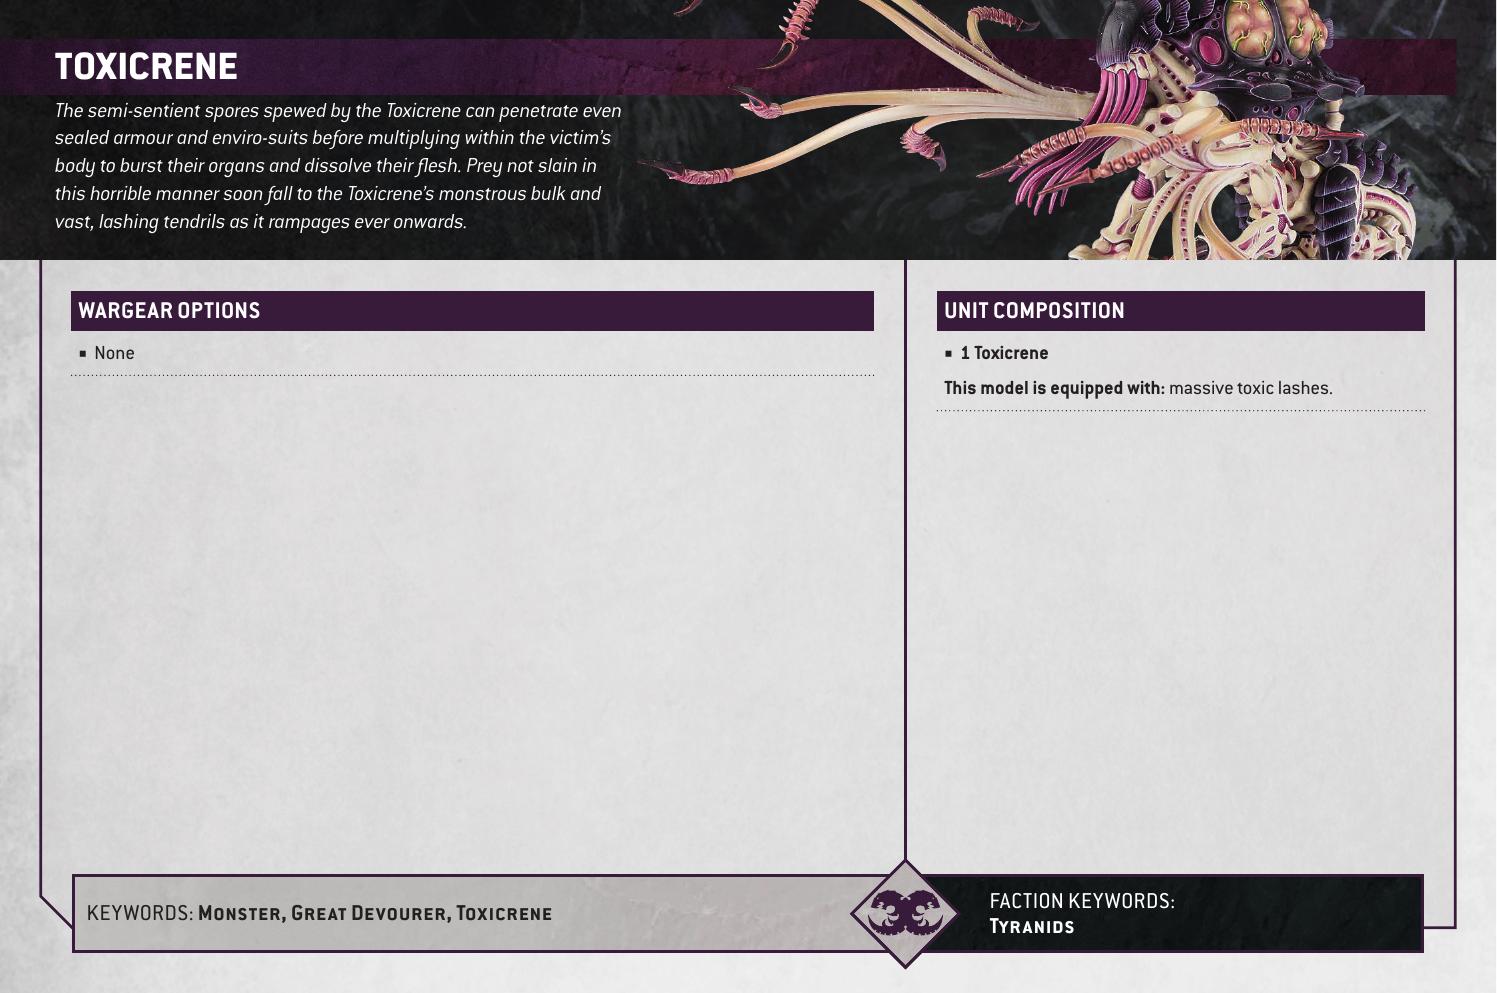 TOXICRENE
The semi-sentient spores spewed by the Toxicrene can penetrate even
sealed armour and enviro-suits before multiplying within the victim’s
body to burst their organs and dissolve their flesh. Prey not slain in
this horrible manner soon fall to the Toxicrene’s monstrous bulk and
vast, lashing tendrils as it rampages ever onwards.
WARGEAR OPTIONS
■ None
UNIT COMPOSITION
■ 1 Toxicrene
This model is equipped with: massive toxic lashes.
KEYWORDS: Monster, Great Devourer, Toxicrene
FACTION KEYWORDS:
Tyranids